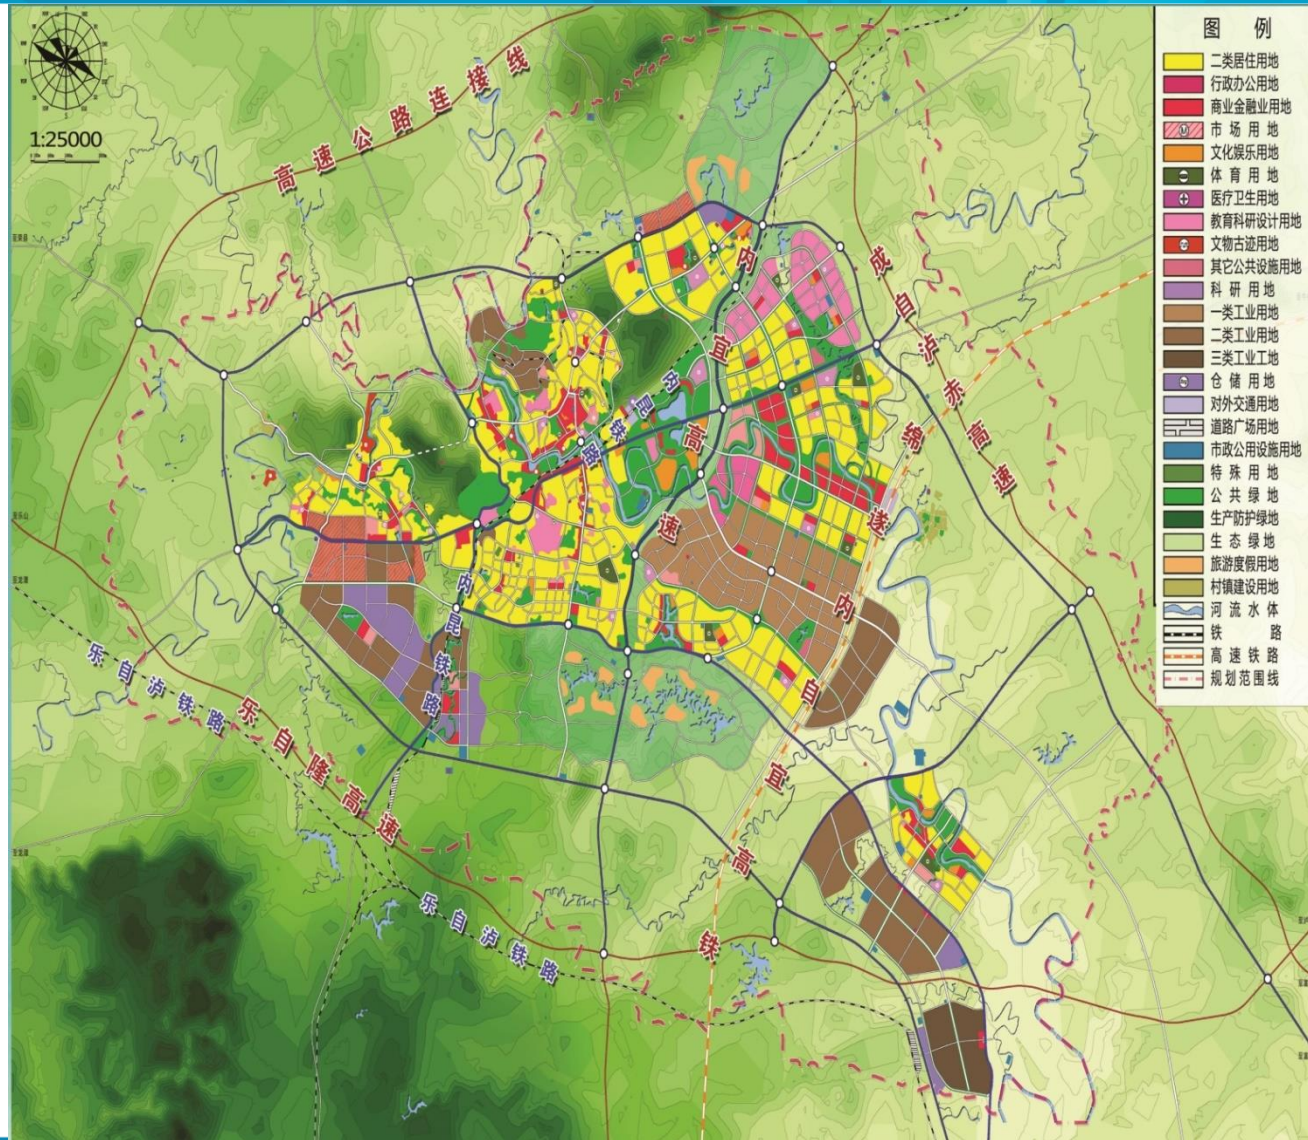 1:25000
高速公路连接线
成自泸赤高速
内宜高速
内昆铁路
绵遂内自宜高铁
内昆铁路
乐自泸铁路
乐自隆高速
乐自泸铁路
图 例
二类居住用地
行政办公用地
商业金融业用地
市场用地
文化娱乐用地
体育用地
医疗卫生用地
教育科研设计用地
文物古迹用地
其它公共设施用地
科研用地
一类工业用地
二类工业用地
三类工业工地
仓储用地
对外交通用地
道路广场用地
市政公用设施用地
特殊用地
公共绿地
生产防护绿地
生态绿地
旅游度假用地
村镇建设用地
河流水体
铁 路
高速铁路
规划范围线